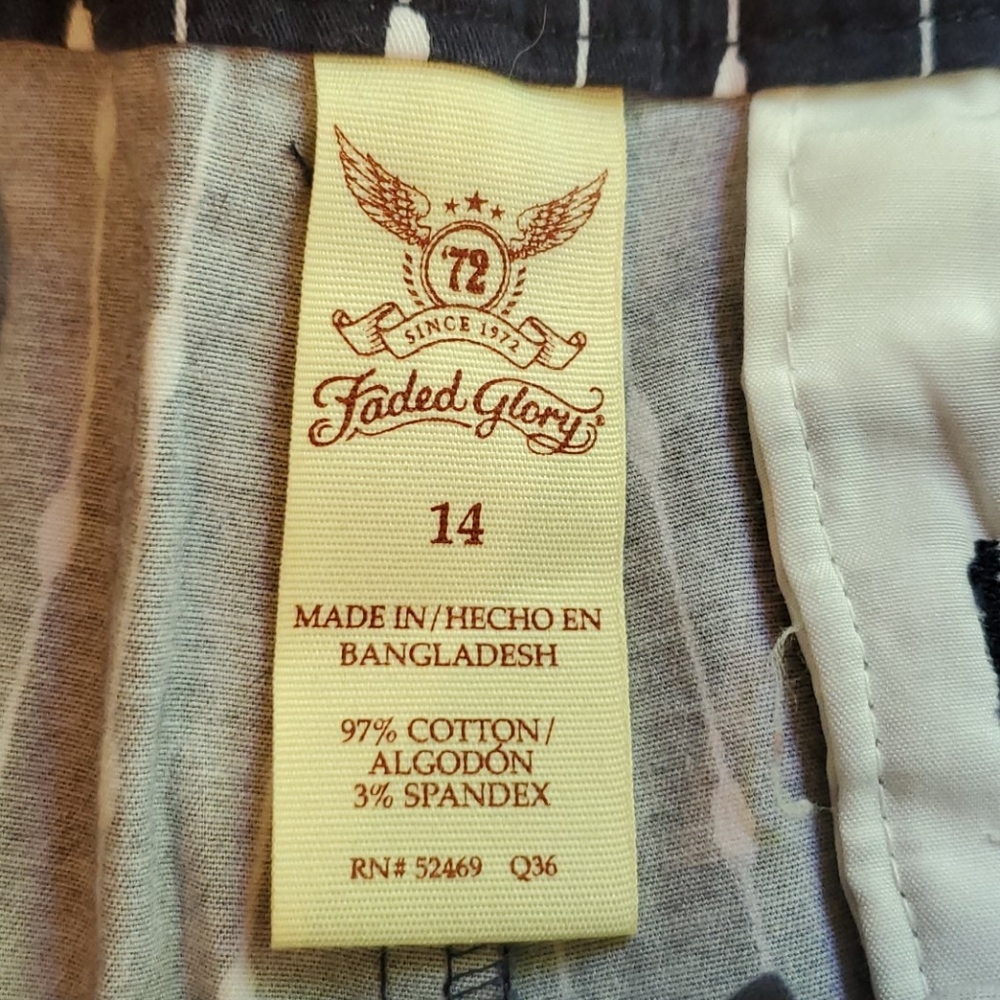 '72
SINCE 1972
Faded Glory
14
MADE IN/HECHO EN
BANGLADESH
97% COTTON/
ALGODÓN
3% SPANDEX
RN# 52469 Q36